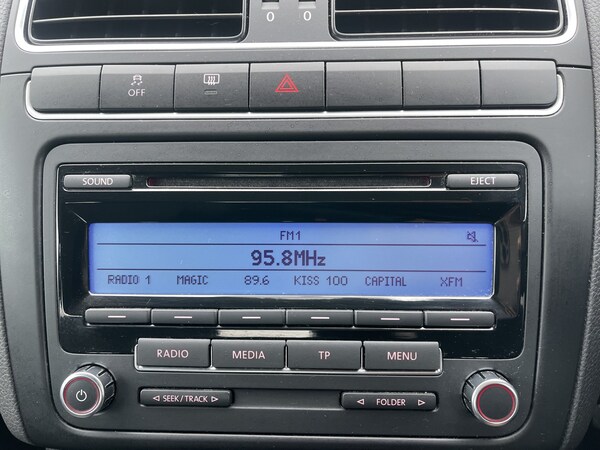 0 0
OFF
SOUND EJECT
FM1
95.8MHz
RADIO 1 MAGIC 89.6 KISS 100 CAPITAL XFM
RADIO MEDIA TP MENU
SEEK/TRACK FOLDER